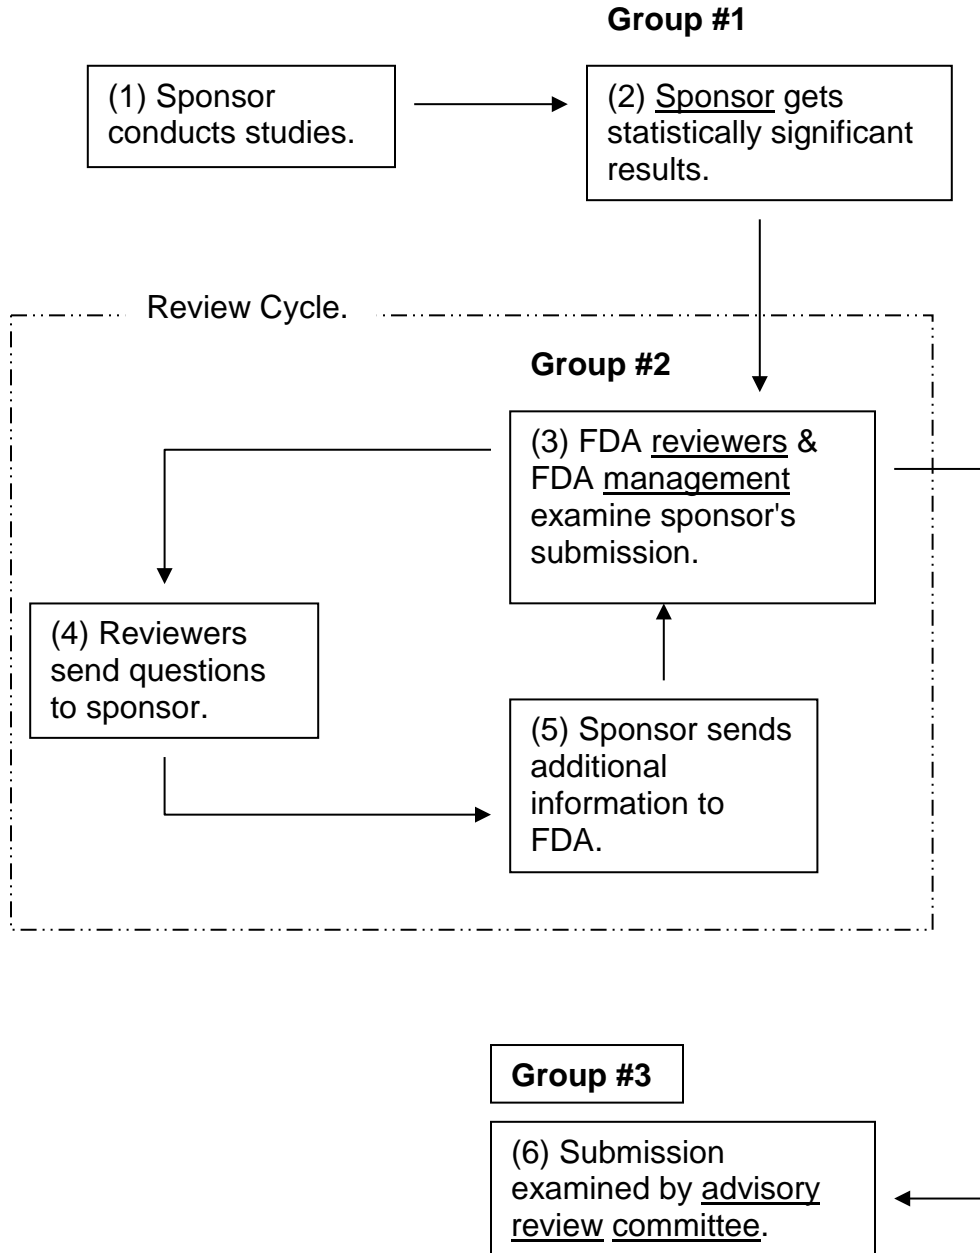 Group #1
(1) Sponsor
conducts studies.
(2) Sponsor gets
statistically significant
results.
Review Cycle.
Group #2
(3) FDA reviewers &
FDA management
examine sponsor's
submission.
(4) Reviewers
send questions
to sponsor.
(5) Sponsor sends
additional
information to
FDA.
Group #3
(6) Submission
examined by advisory
review committee.